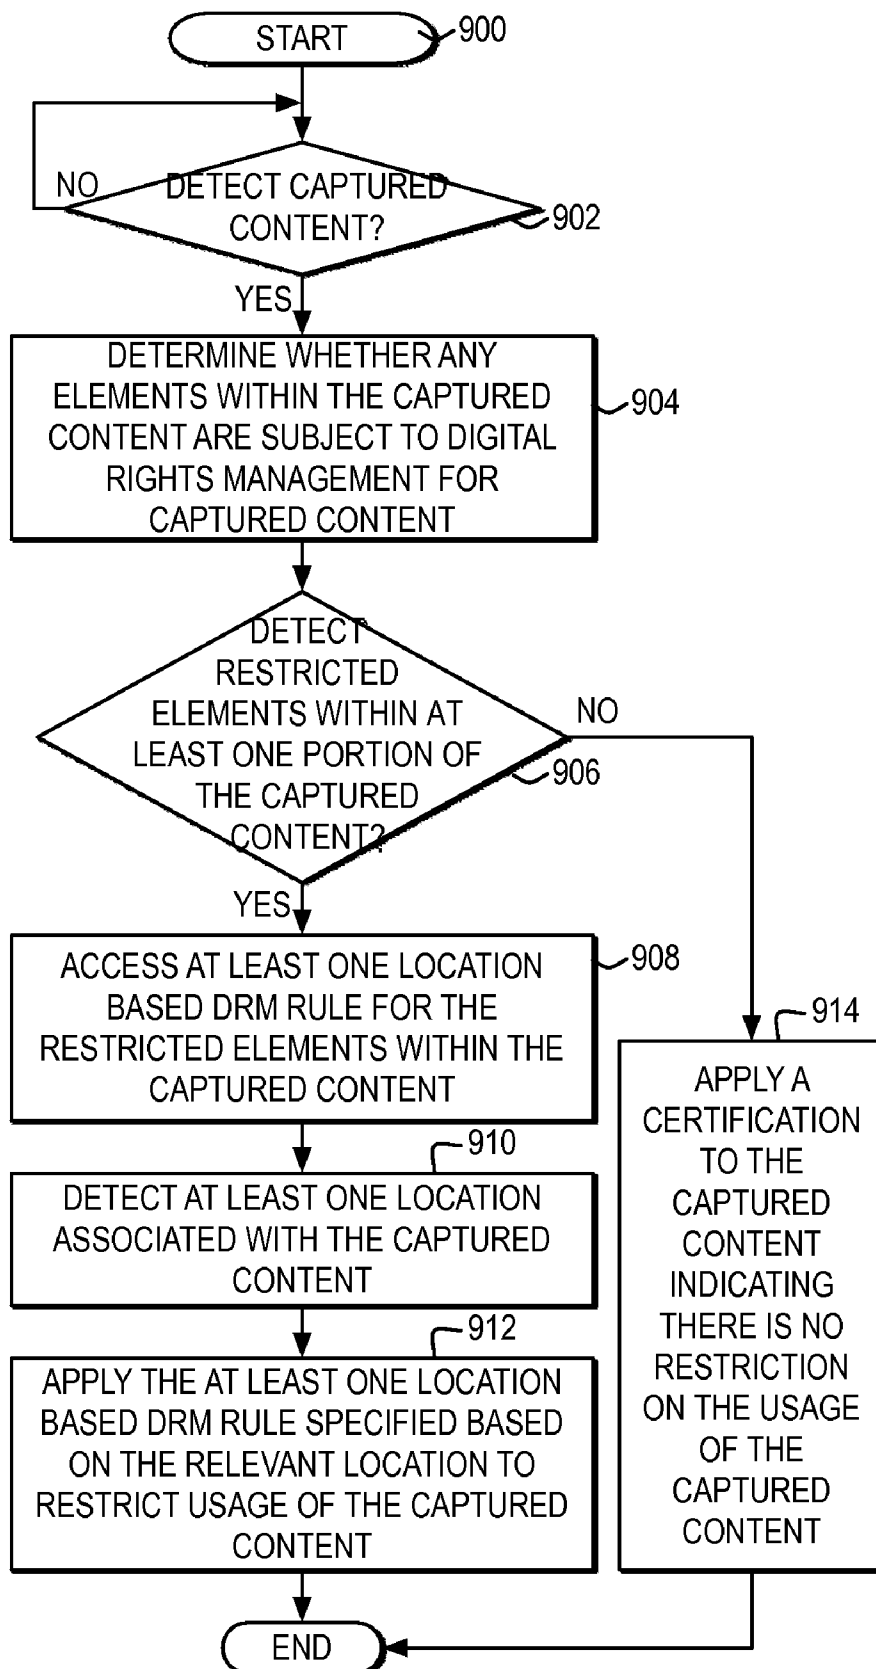 START
900
NO
DETECT CAPTURED
CONTENT?
902
YES
DETERMINE WHETHER ANY
ELEMENTS WITHIN THE CAPTURED
CONTENT ARE SUBJECT TO DIGITAL
RIGHTS MANAGEMENT FOR
CAPTURED CONTENT
904
DETECT
RESTRICTED
ELEMENTS WITHIN AT
LEAST ONE PORTION OF
THE CAPTURED
CONTENT?
NO
906
YES
ACCESS AT LEAST ONE LOCATION
BASED DRM RULE FOR THE
RESTRICTED ELEMENTS WITHIN THE
CAPTURED CONTENT
908
910
DETECT AT LEAST ONE LOCATION
ASSOCIATED WITH THE CAPTURED
CONTENT
912
APPLY THE AT LEAST ONE LOCATION
BASED DRM RULE SPECIFIED BASED
ON THE RELEVANT LOCATION TO
RESTRICT USAGE OF THE CAPTURED
CONTENT
914
APPLY A
CERTIFICATION
TO THE
CAPTURED
CONTENT
INDICATING
THERE IS NO
RESTRICTION
ON THE USAGE
OF THE
CAPTURED
CONTENT
END